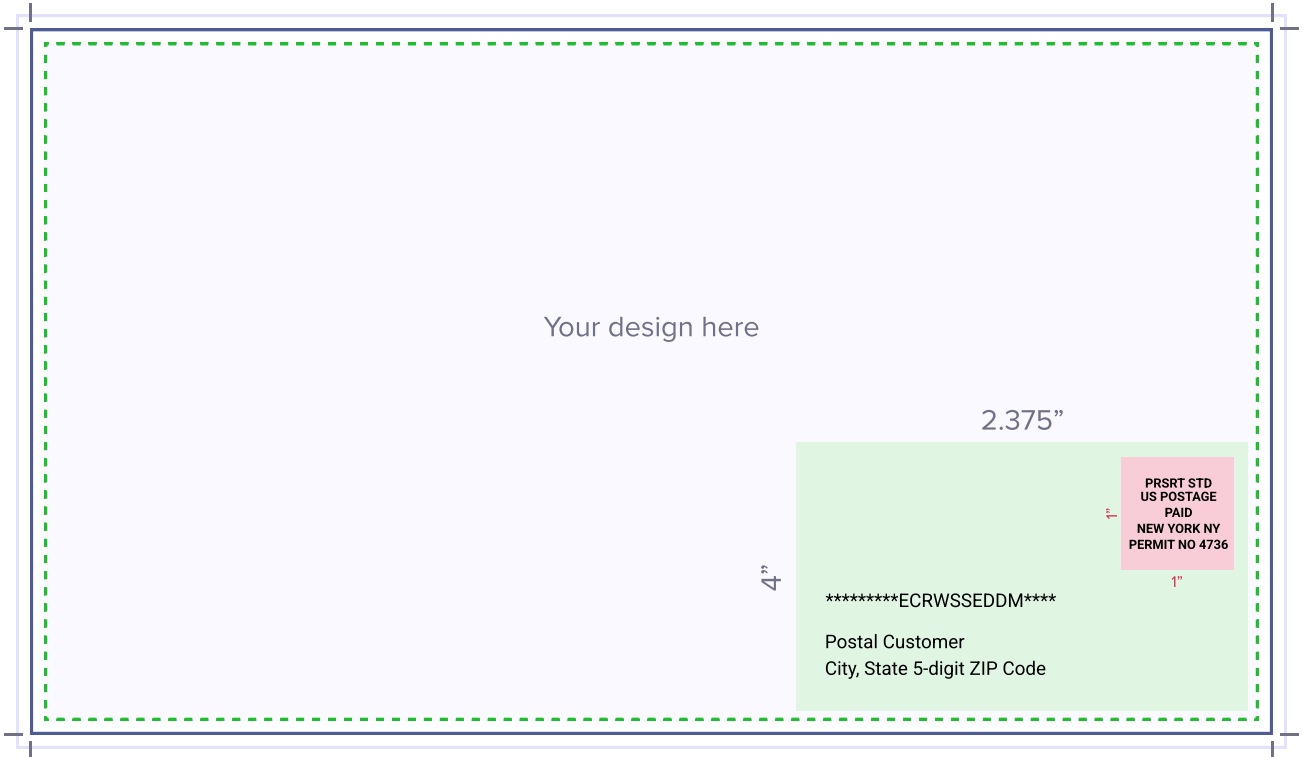 Your design here
2.375”
4”
PRSRT STD
US POSTAGE
PAID
NEW YORK NY
PERMIT NO 4736
1”
1”
*********ECRWSSEDDM****
Postal Customer
City, State 5-digit ZIP Code